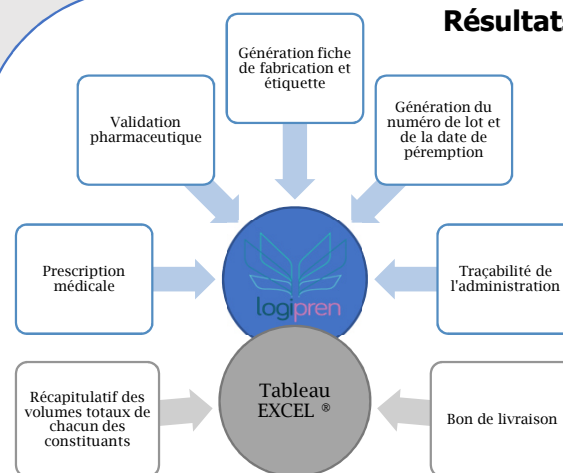 Résultats
Génération fiche
de fabrication et
étiquette
Validation
pharmaceutique
Génération du
numéro de lot et
de la date de
péremption
Prescription
médicale
logipren
Traçabilité de
l'administration
Récapitulatif des
volumes totaux de
chacun des
constituants
Tableau
EXCEL ®
Bon de livraison